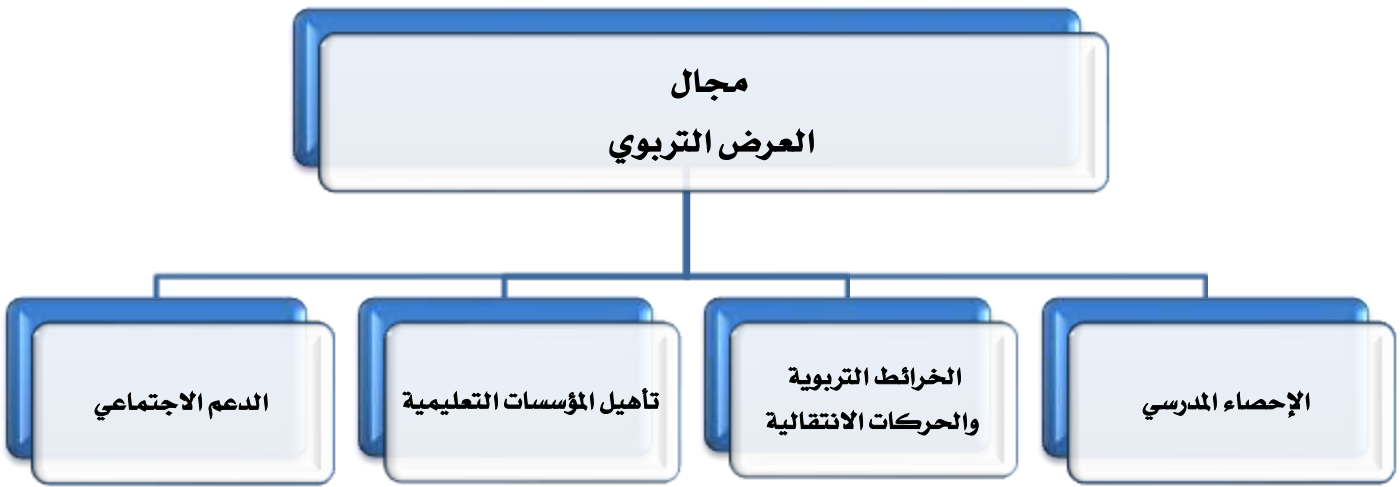 مجال
العرض التربوي
الإحصاء المدرسي
الخرائط التربوية
والحركات الانتقالية
تأهيل المؤسسات التعليمية
الدعم الاجتماعي